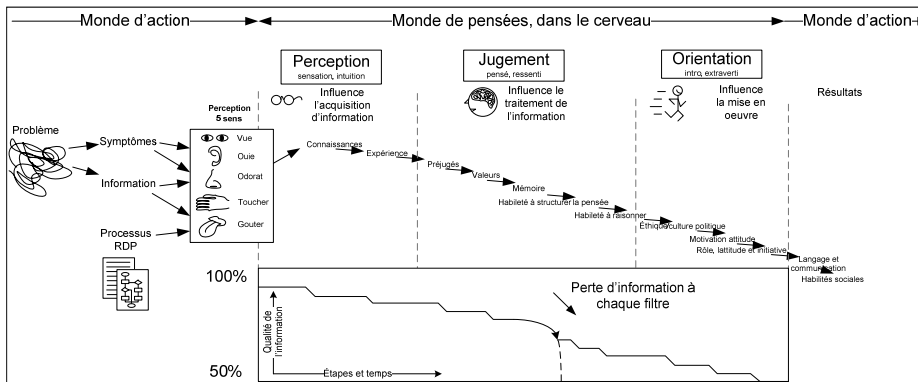 Monde d'action
Monde de pensées, dans le cerveau
Monde d'action
Perception
sensation, intuition
Influence
l'acquisition
d'information
Jugement
pensé, ressenti
Influence le
traitement de
l'information
Orientation
intro, extraverti
Influence
la mise en
oeuvre
Résultats
Problème
Symptômes
Information
Processus
RDP
Perception
5 sens
Vue
Ouie
Odorat
Toucher
Gouter
Connaissances
Expérience
Préjugés
Valeurs
Mémoire
Habileté à structurer la pensée
Habileté à raisonner
Éthique/culture politique
Motivation attitude
Rôle, lattitude et initiative
Langage et
communication
Habilités sociales
100%
50%
Qualité de
l'information
Étapes et temps
Perte d'information à
chaque filtre